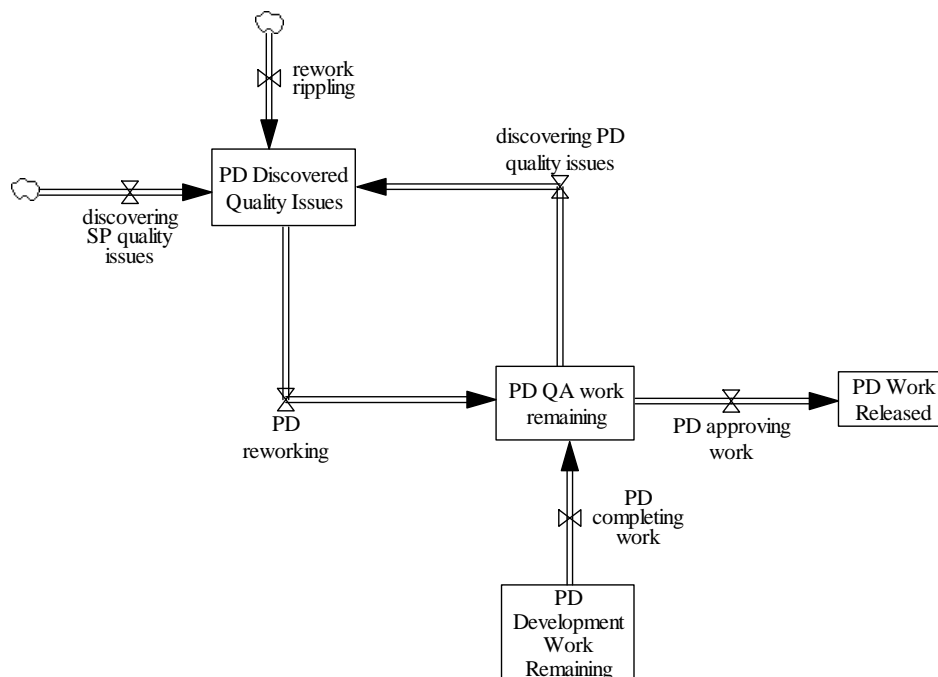 rework
rippling
discovering PD
quality issues
PD Discovered
Quality Issues
discovering
SP quality
issues
PD QA work
remaining
PD Work
Released
PD
reworking
PD approving
work
PD
completing
work
PD
Development
Work
Remaining